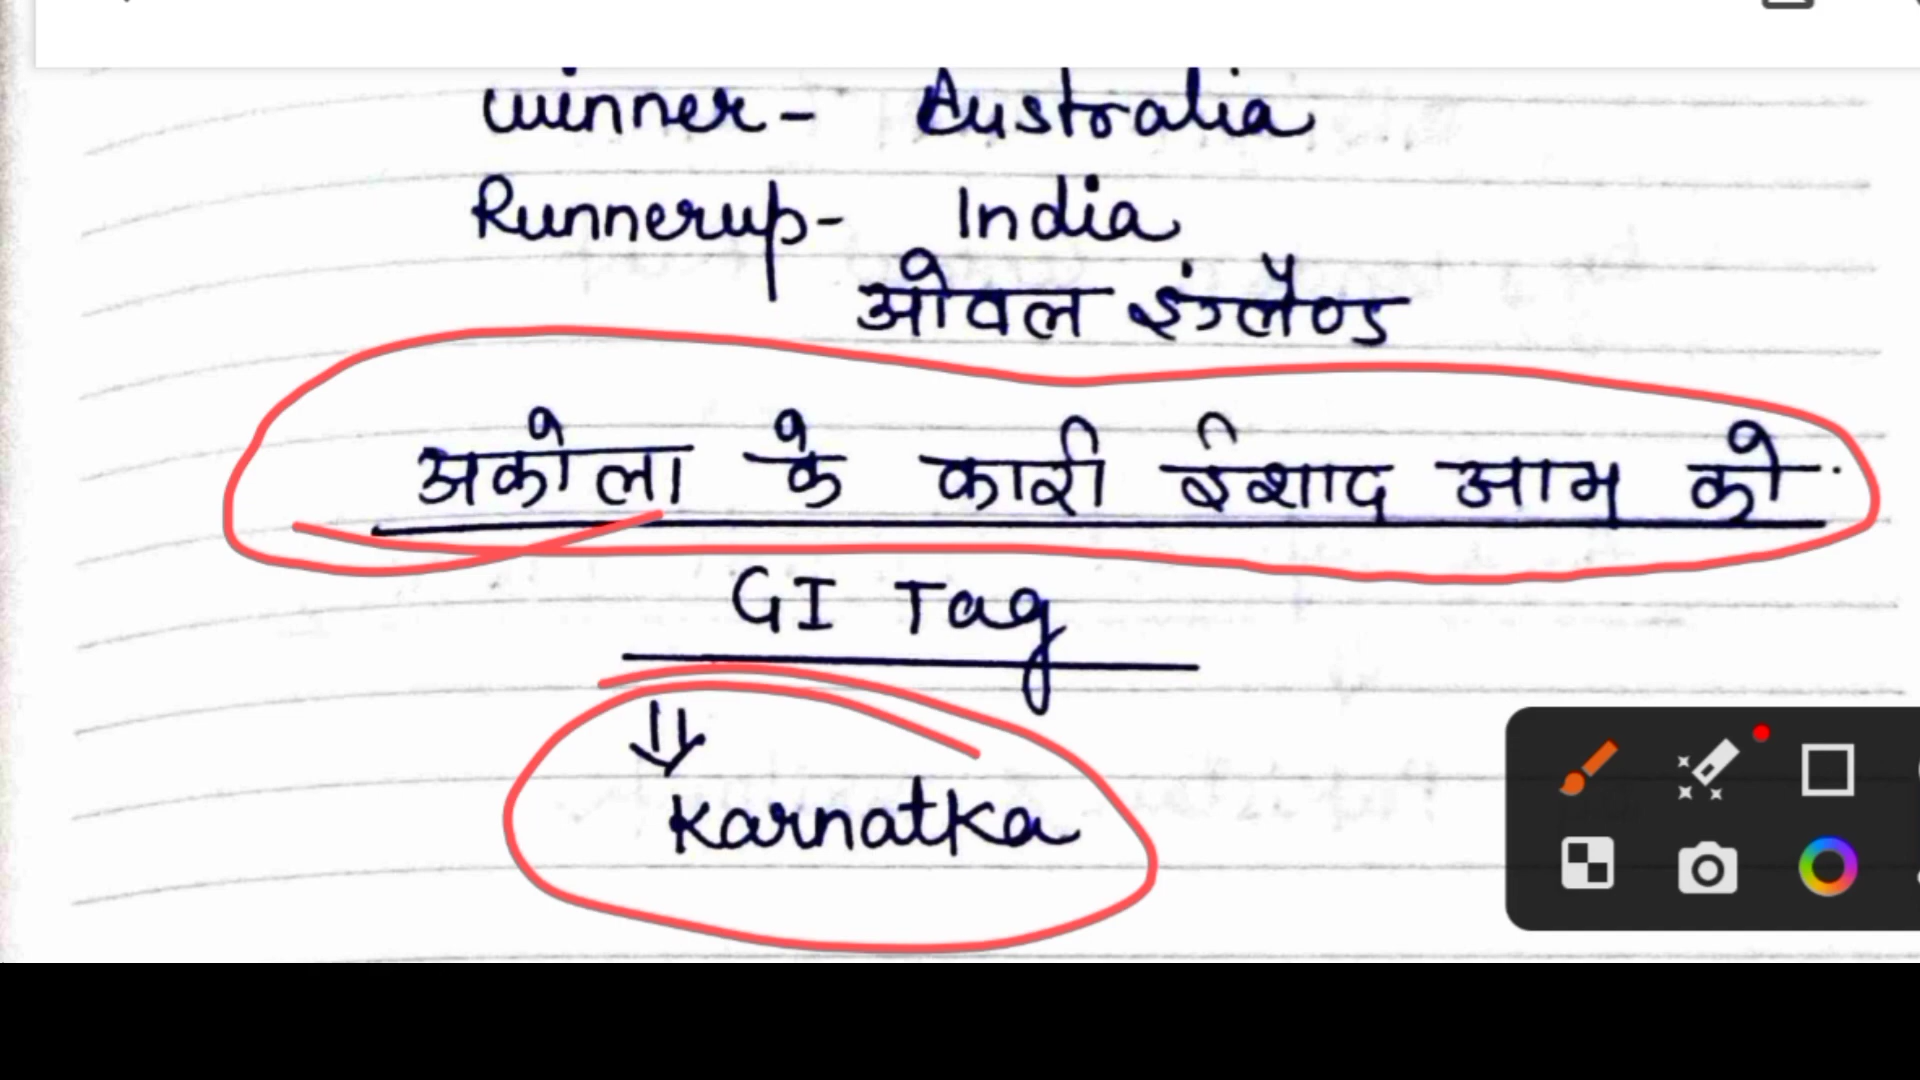 Winner- Australia
Runnerup- India
ओवल इंग्लैण्ड
अकोला के कारी ईशाद आम को
GI Tag
⇓
Karnatka